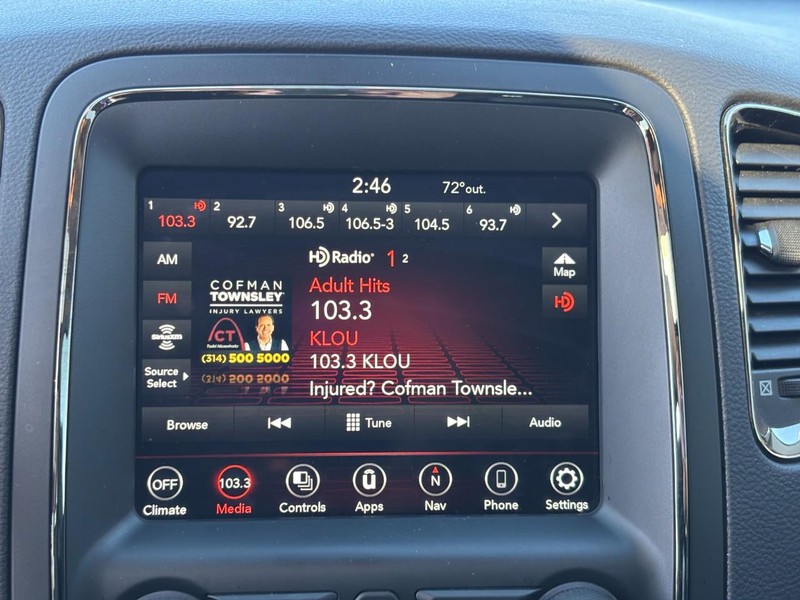 2:46 72°out.
1 2 3 4 5 6
103.3 92.7 106.5 106.5-3 104.5 93.7
AM
HD Radio 1 2
Map
FM
HD
SiriusXM
Source
Select
COFMAN
TOWNSLEY
INJURY LAWYERS
CT
(314) 500 5000
Adult Hits
103.3
KLOU
103.3 KLOU
Injured? Cofman Townsle...
Browse Tune Audio
OFF 103.3 N
Climate Media Controls Apps Nav Phone Settings